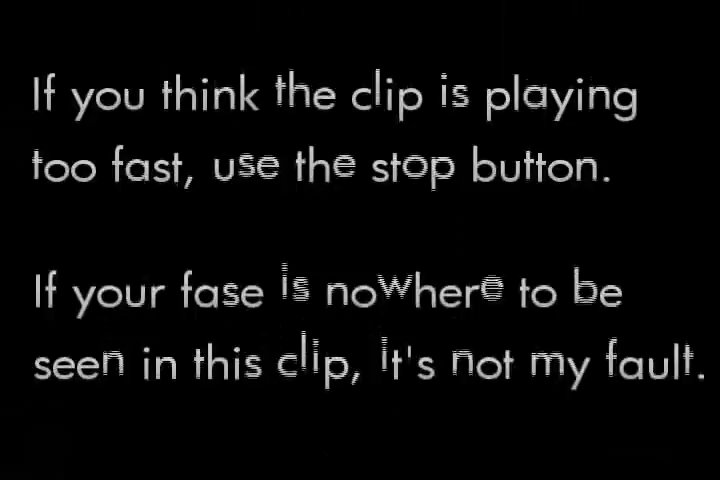 If you think the clip is playing
too fast, use the stop button.
If your fase is nowhere to be
seen in this clip, it's not my fault.